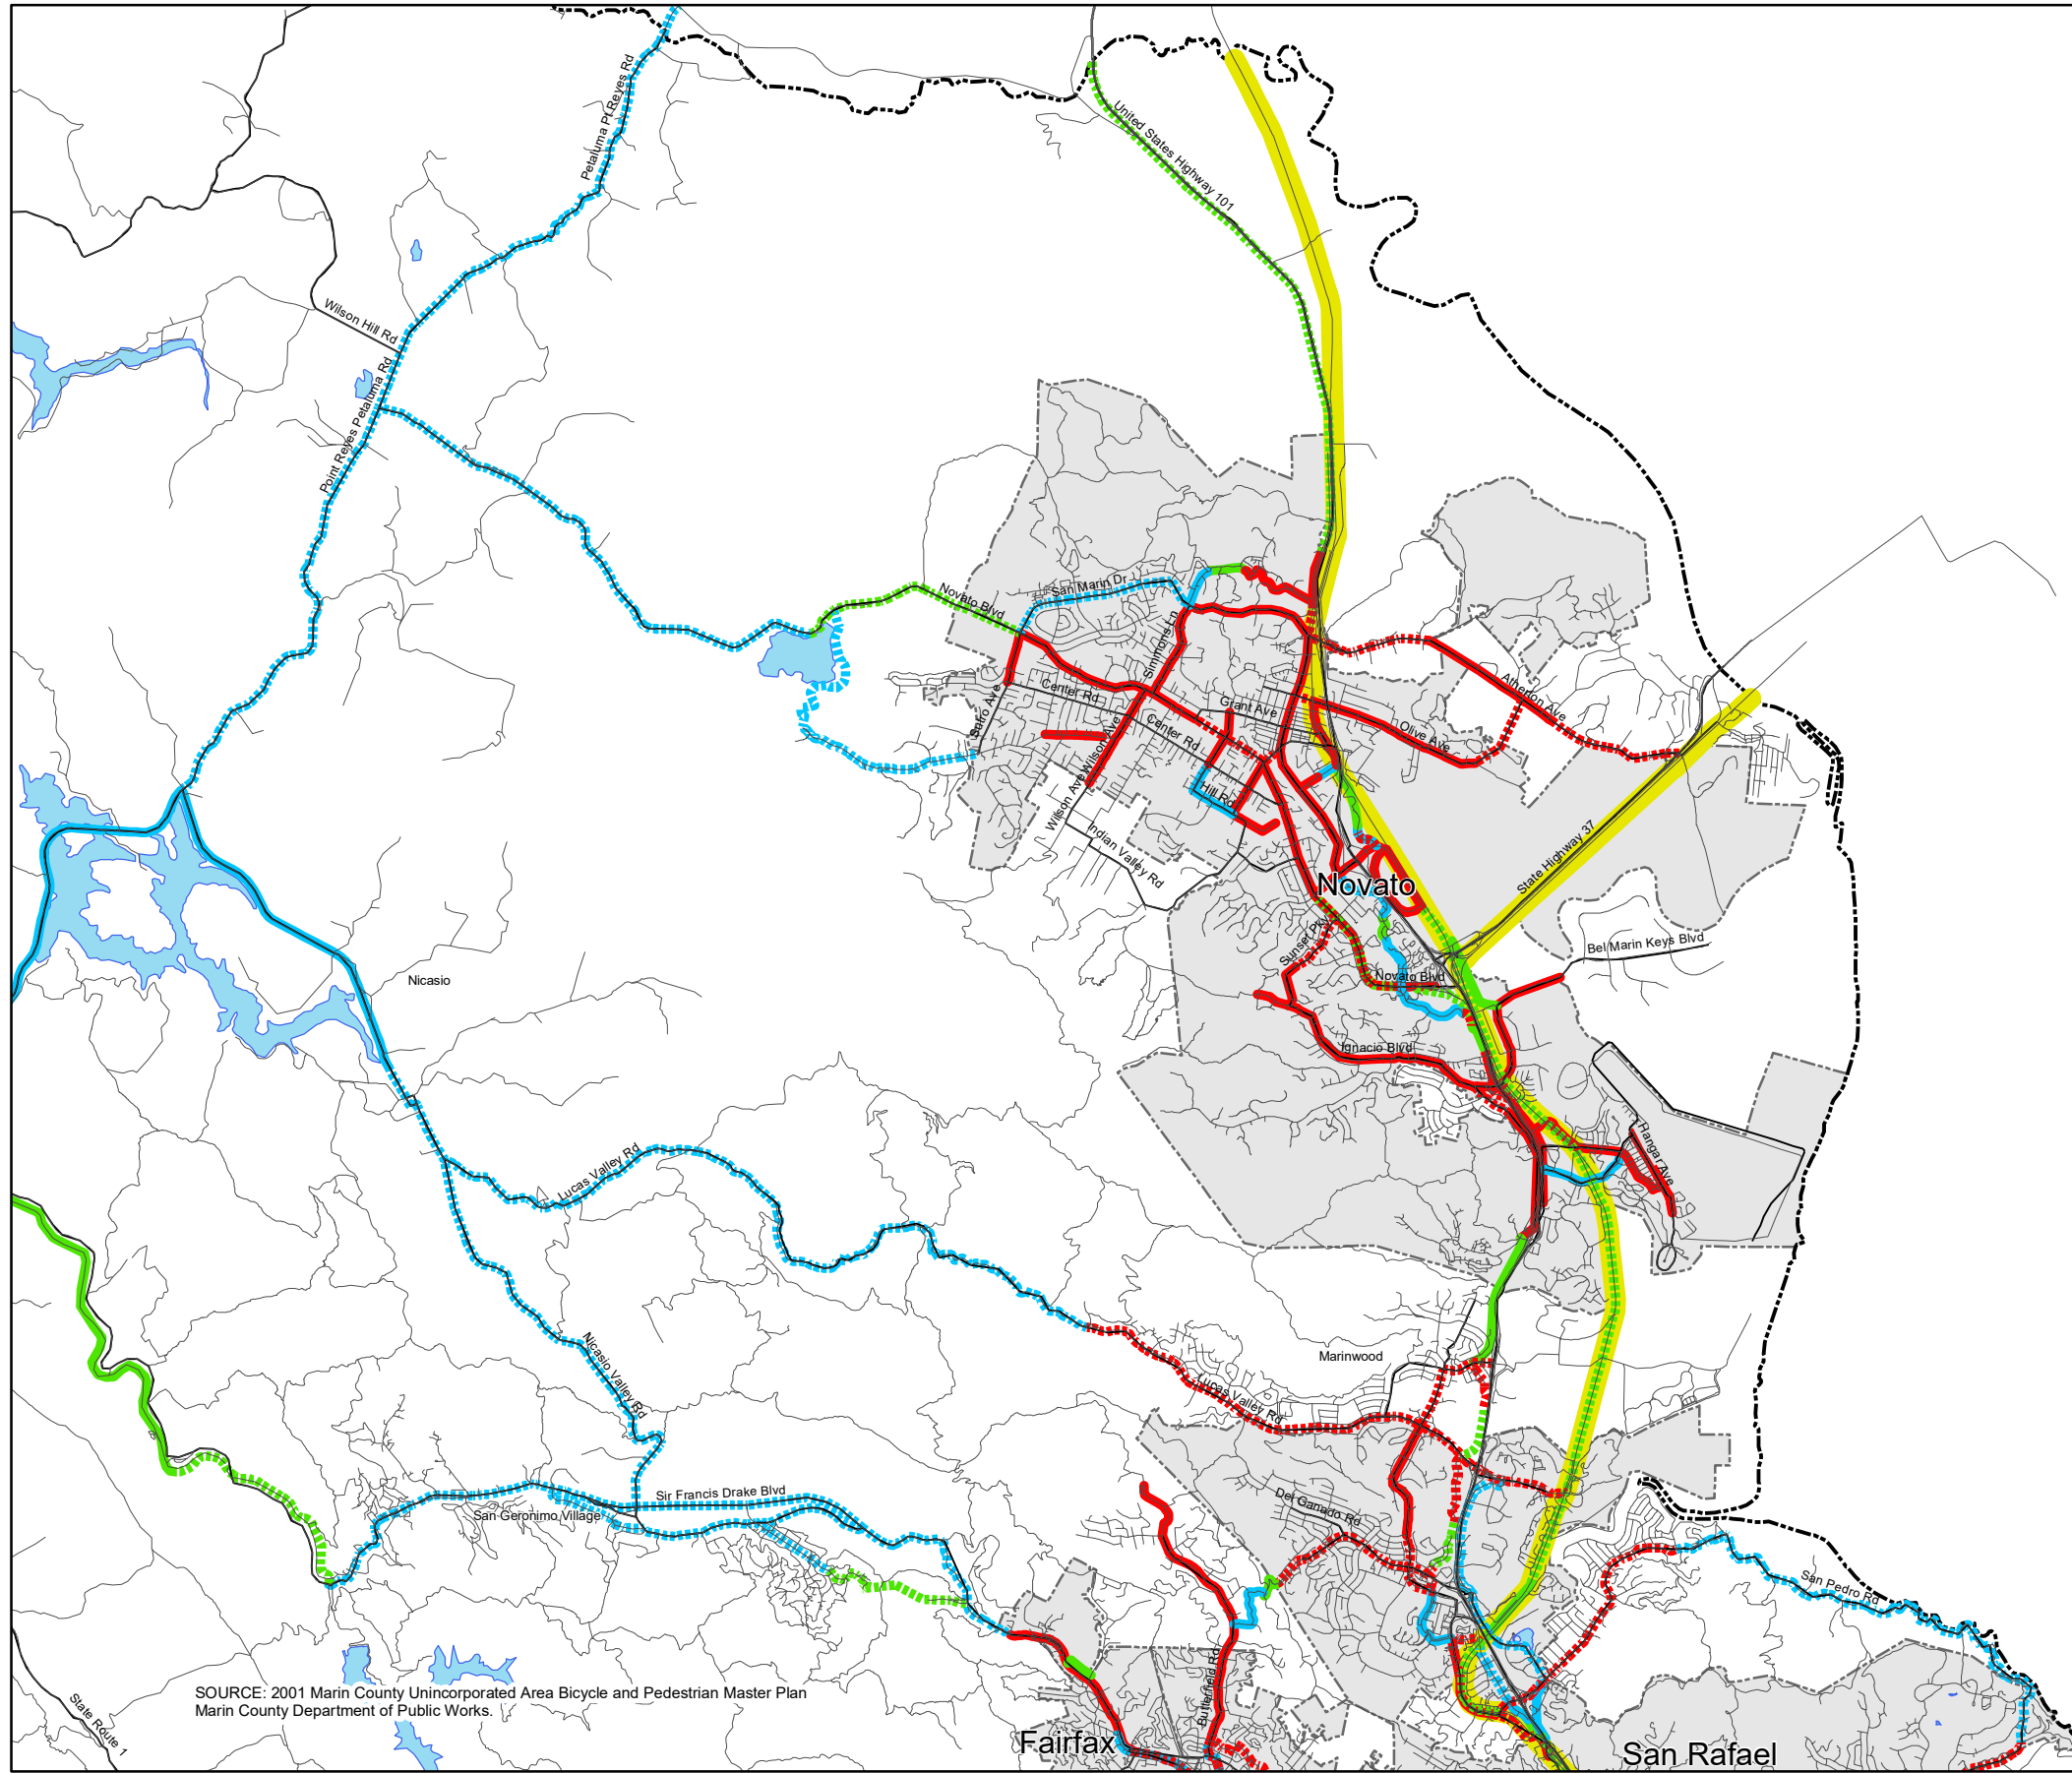 Petaluma Pt Reyes Rd
United States Highway 101
Wilson Hill Rd
Point Reyes Petaluma Rd
San Marin Dr
Novato Blvd
Simmons Ln
Center Rd
Sutro Ave
Grant Ave
Atherton Ave
Olive Ave
Center Rd
Wilson Ave
Wilson Ave
Hill Rd
Indian Valley Rd
State Highway 37
Novato
Sunset Pky
Bel Marin Keys Blvd
Nicasio
Novato Blvd
Ignacio Blvd
Hangar Ave
Lucas Valley Rd
Nicasio Valley Rd
Marinwood
Lucas Valley Rd
Sir Francis Drake Blvd
San Geronimo Village
Del Ganado Rd
San Pedro Rd
Butterfield Rd
SOURCE: 2001 Marin County Unincorporated Area Bicycle and Pedestrian Master Plan
Marin County Department of Public Works.
State Route 1
Fairfax
San Rafael